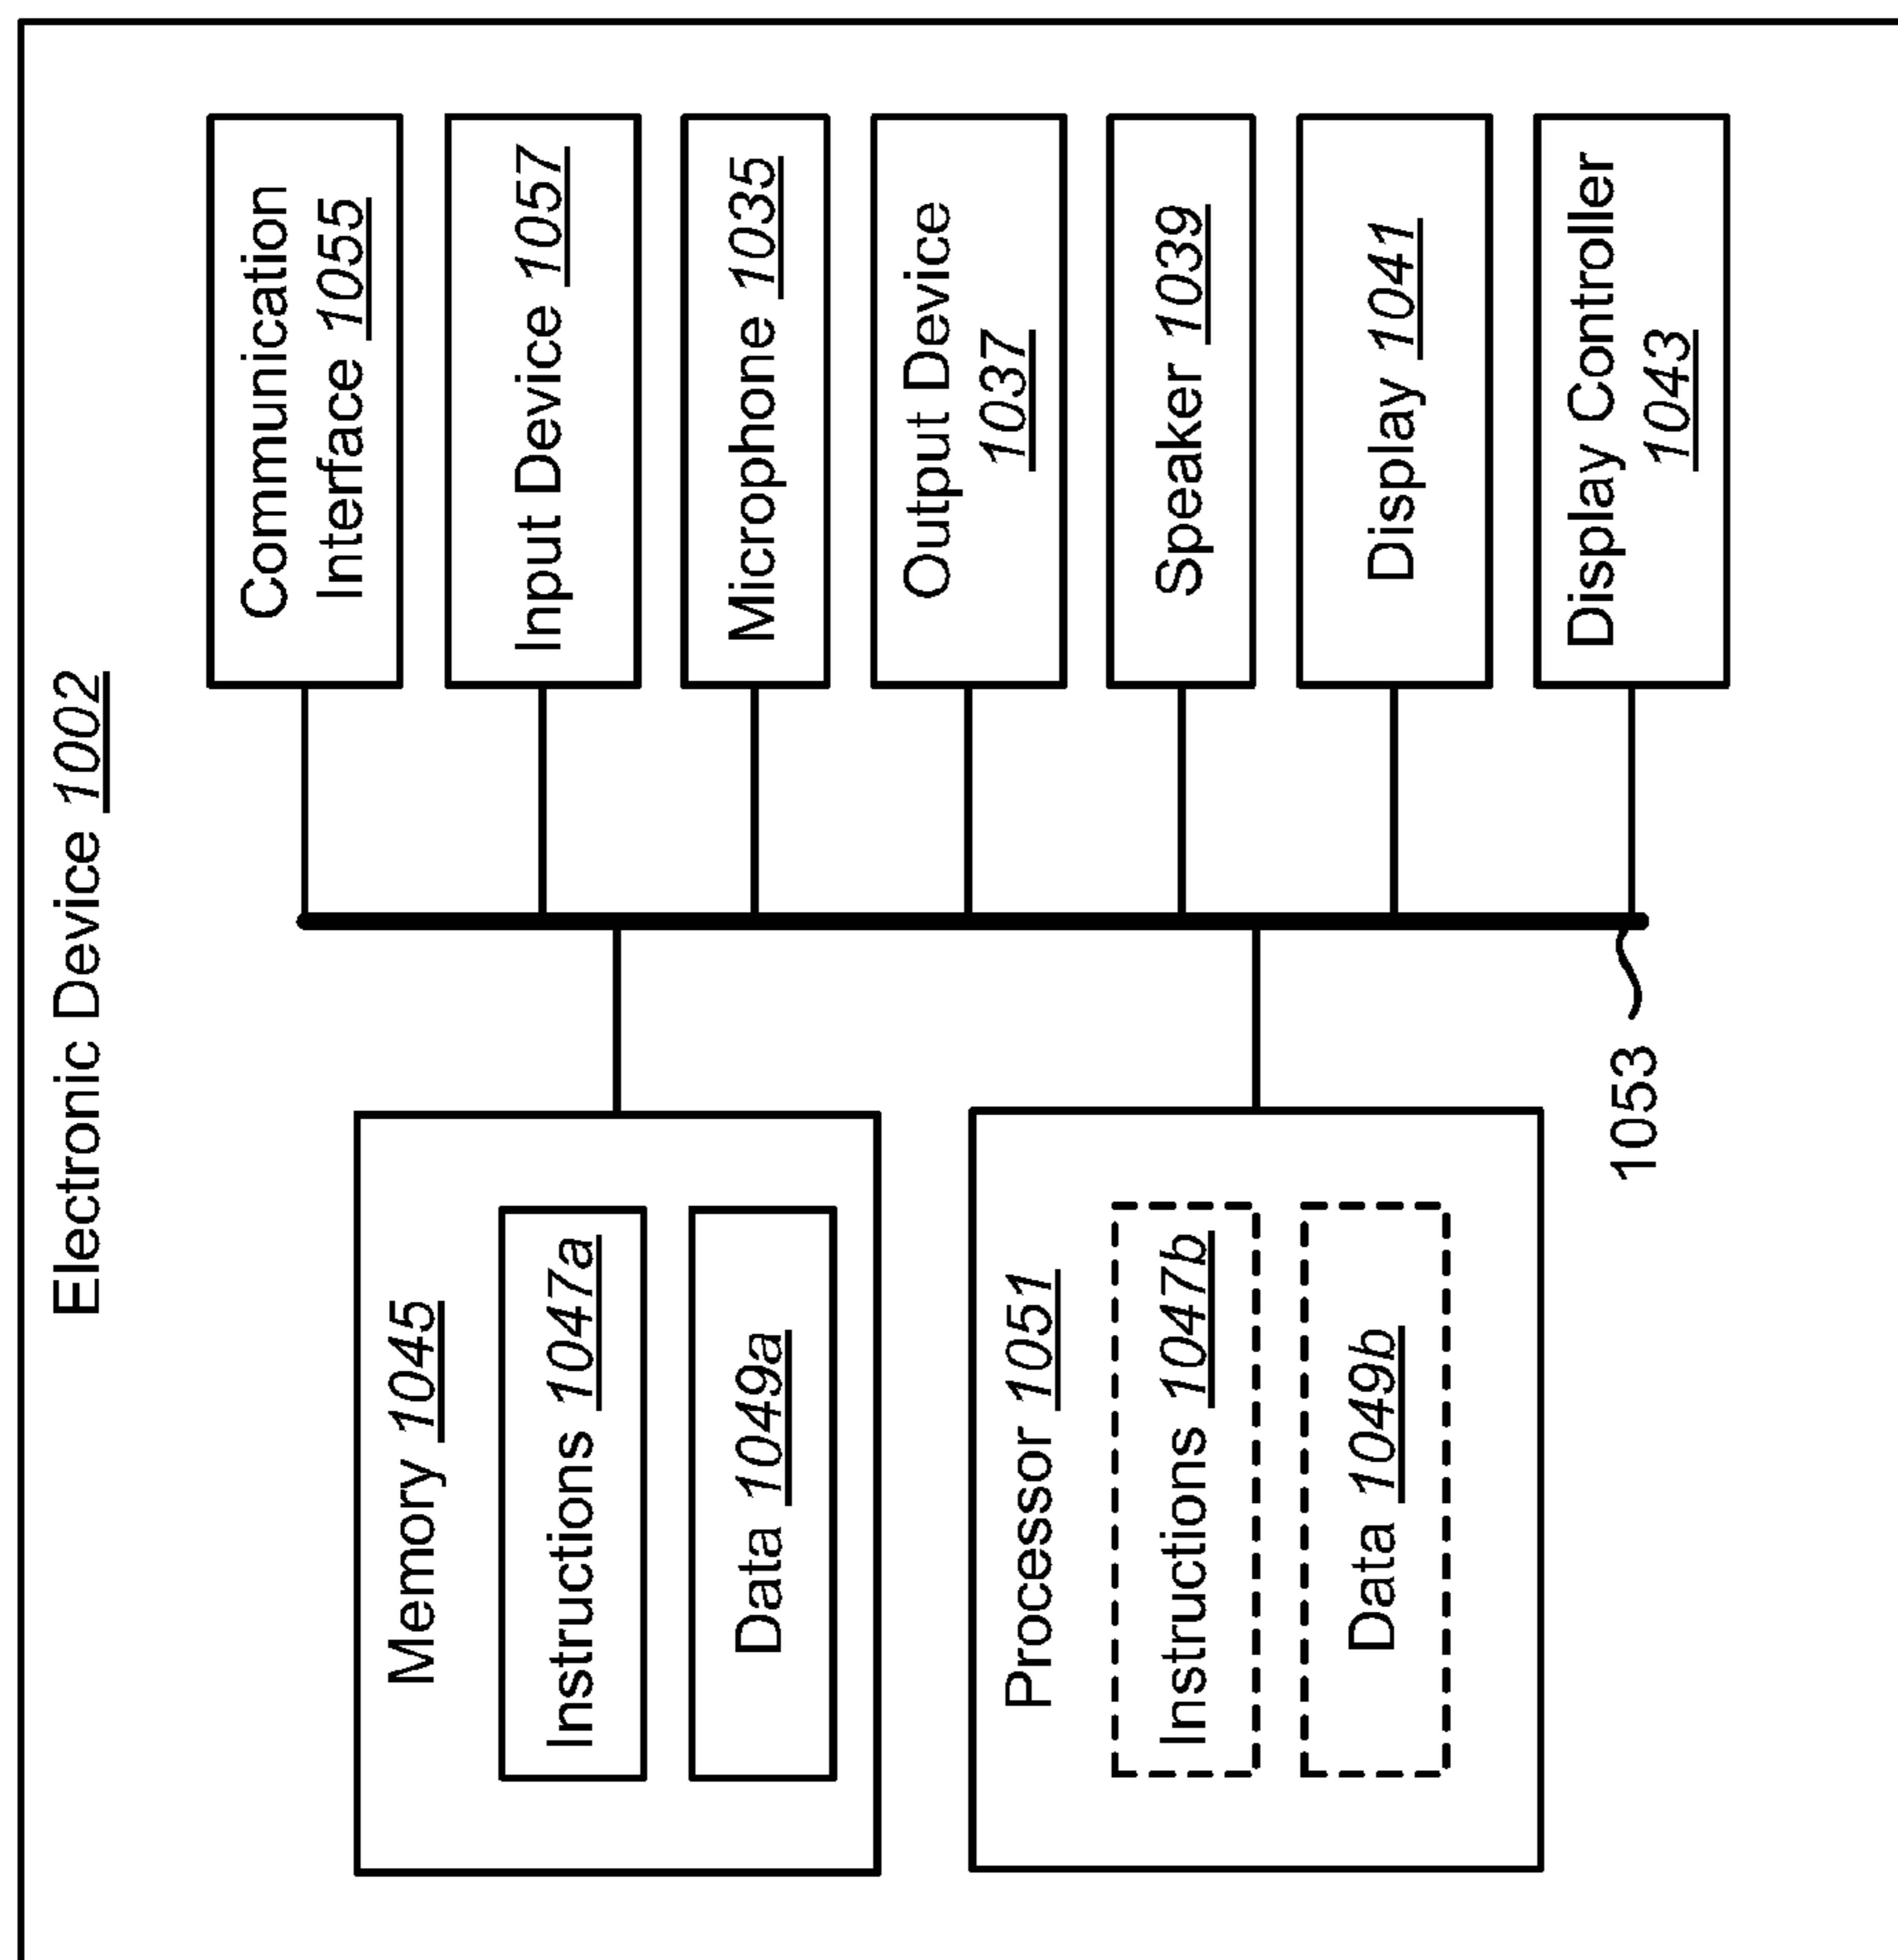 Electronic Device 1002
Memory 1045
Instructions 1047a
Data 1049a
Processor 1051
Instructions 1047b
Data 1049b
1053
Communication
Interface 1055
Input Device 1057
Microphone 1035
Output Device
1037
Speaker 1039
Display 1041
Display Controller
1043